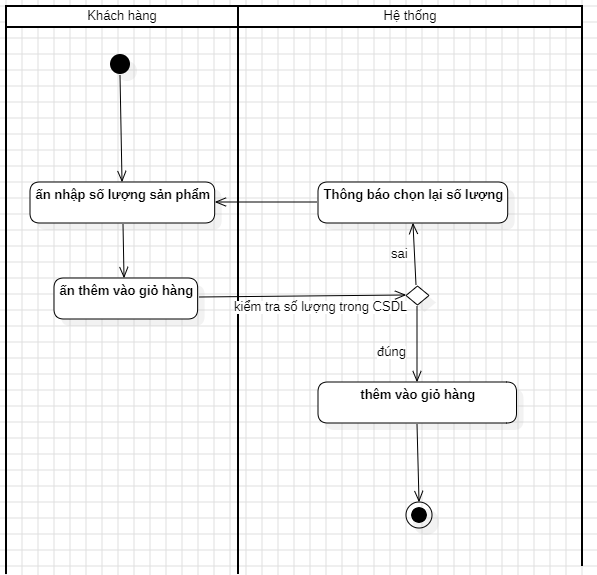 Khách hàng
Hệ thống
ấn nhập số lượng sản phẩm
Thông báo chọn lại số lượng
sai
ấn thêm vào giỏ hàng
kiểm tra số lượng trong CSDL
đúng
thêm vào giỏ hàng